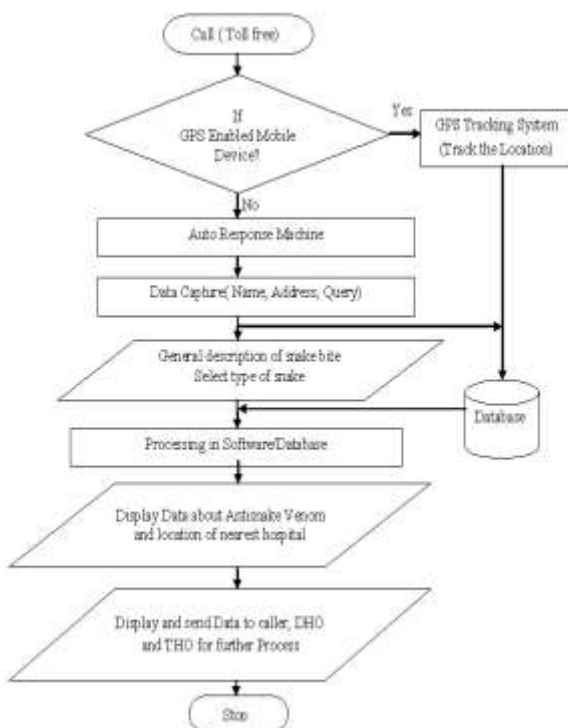 Call ( Toll free)
If
GPS Enabled Mobile
Device?
Yes
GPS Tracking System
(Track the Location)
No
Auto Response Machine
Data Capture( Name, Address, Query)
General description of snake bite
Select type of snake
Database
Processing in Software/Database
Display Data about Antisnake Venom
and location of nearest hospital
Display and send Data to caller, DHO
and THO for further Process
Stop